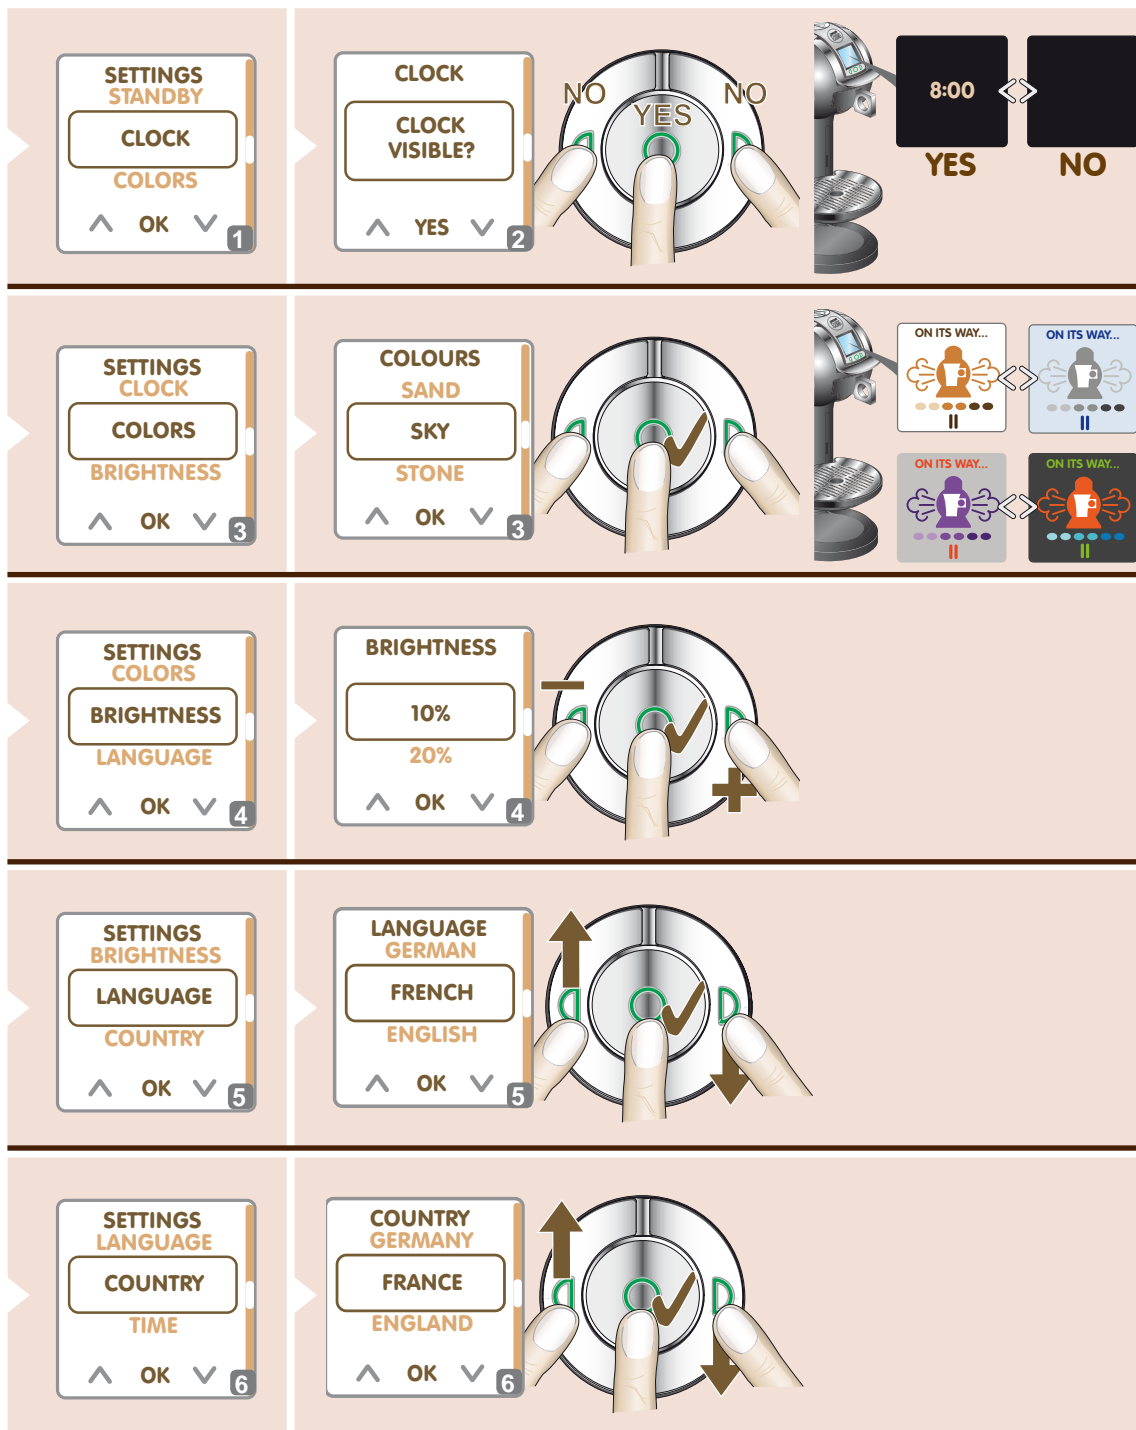 SETTINGS
STANDBY
CLOCK
COLORS
OK
1
CLOCK
CLOCK
VISIBLE?
YES
2
NO
YES
NO
8:00
YES
NO
SETTINGS
CLOCK
COLORS
BRIGHTNESS
OK
3
COLOURS
SAND
SKY
STONE
OK
3
ON ITS WAY...
ON ITS WAY...
ON ITS WAY...
ON ITS WAY...
SETTINGS
COLORS
BRIGHTNESS
LANGUAGE
OK
4
BRIGHTNESS
10%
20%
OK
4
SETTINGS
BRIGHTNESS
LANGUAGE
COUNTRY
OK
5
LANGUAGE
GERMAN
FRENCH
ENGLISH
OK
5
SETTINGS
LANGUAGE
COUNTRY
TIME
OK
6
COUNTRY
GERMANY
FRANCE
ENGLAND
OK
6